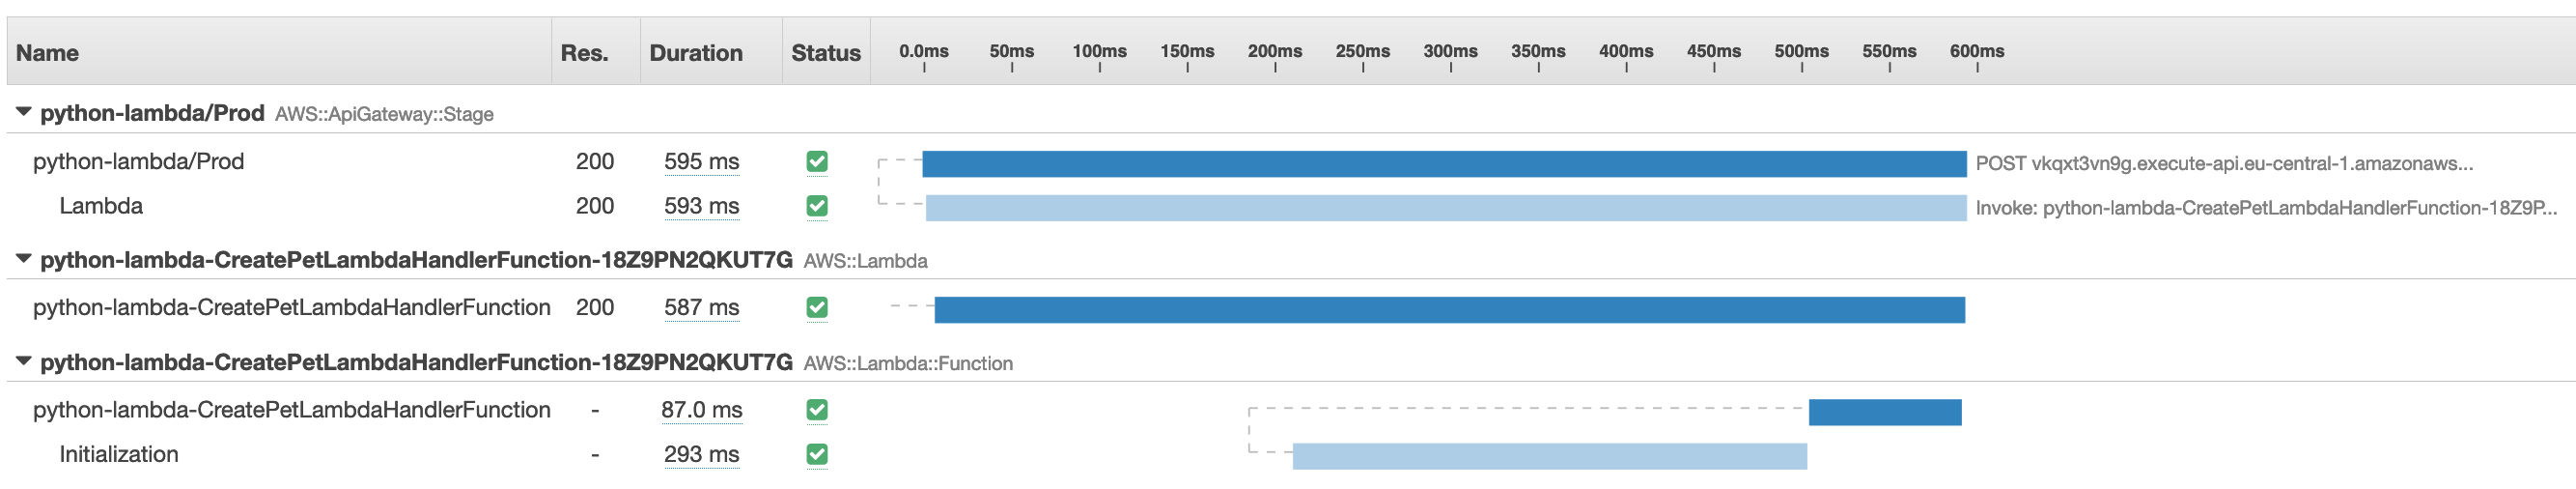 Name Res. Duration Status 0.0ms 50ms 100ms 150ms 200ms 250ms 300ms 350ms 400ms 450ms 500ms 550ms 600ms
python-lambda/Prod AWS::ApiGateway::Stage
python-lambda/Prod 200 595 ms POST vkqxt3vn9g.execute-api.eu-central-1.amazonaws...
Lambda 200 593 ms Invoke: python-lambda-CreatePetLambdaHandlerFunction-18Z9P...
python-lambda-CreatePetLambdaHandlerFunction-18Z9PN2QKUT7G AWS::Lambda
python-lambda-CreatePetLambdaHandlerFunction 200 587 ms
python-lambda-CreatePetLambdaHandlerFunction-18Z9PN2QKUT7G AWS::Lambda::Function
python-lambda-CreatePetLambdaHandlerFunction - 87.0 ms
Initialization - 293 ms